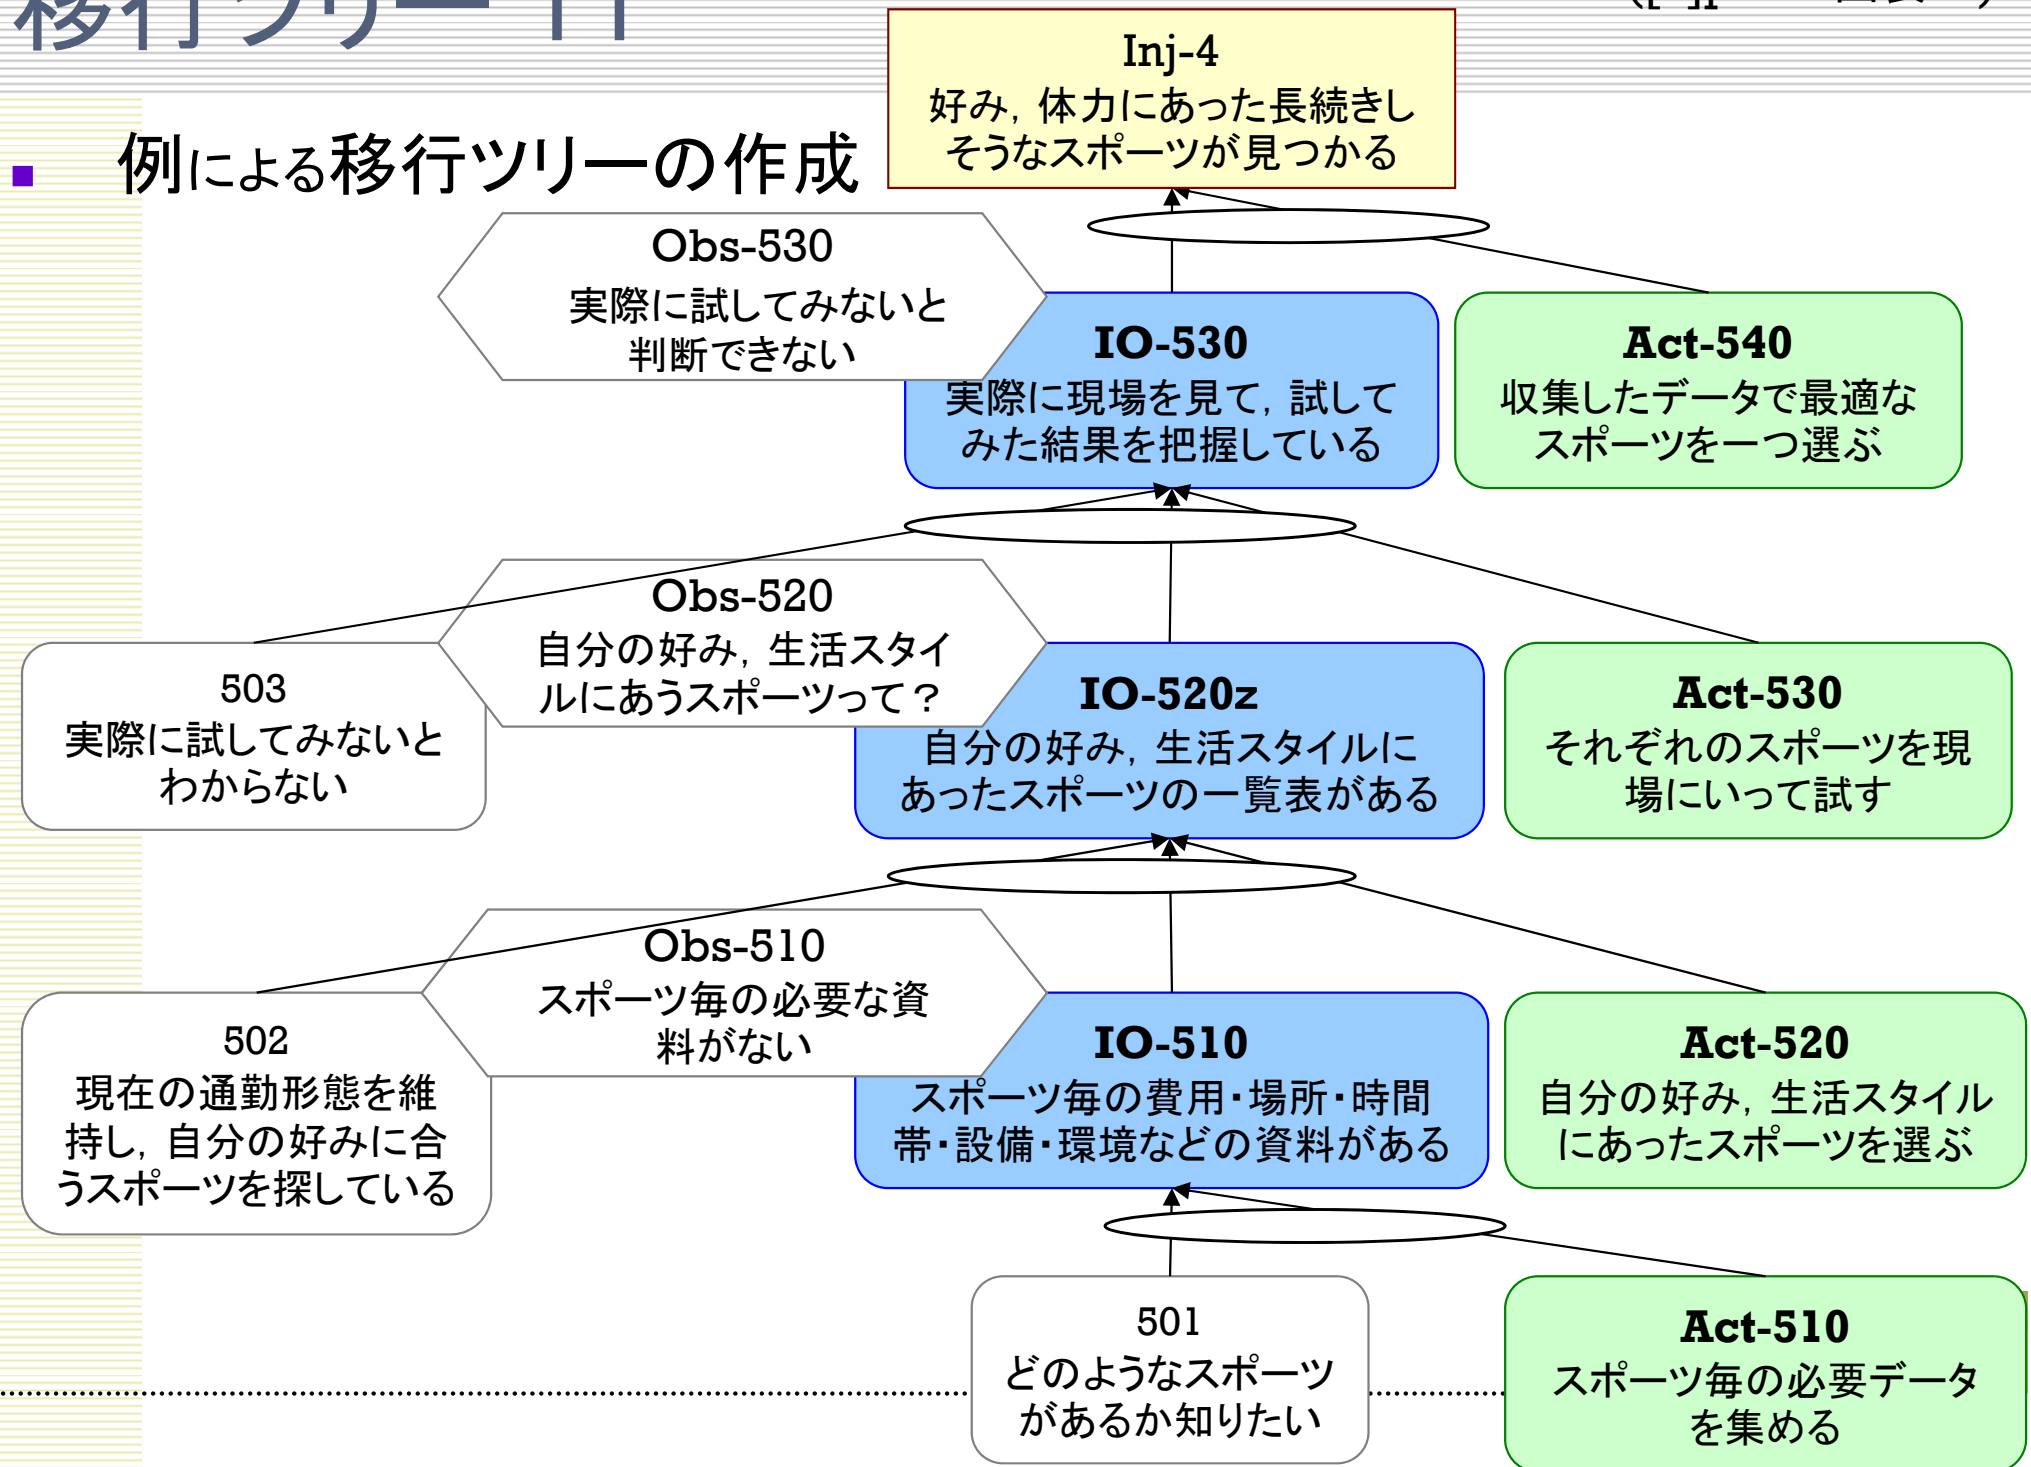 移行ツリー
例による移行ツリーの作成
Inj-4
好み，体力にあった長続きし
そうなスポーツが見つかる
Obs-530
実際に試してみないと
判断できない
IO-530
実際に現場を見て，試して
みた結果を把握している
Act-540
収集したデータで最適な
スポーツを一つ選ぶ
Obs-520
自分の好み，生活スタイ
ルにあうスポーツって？
503
実際に試してみないと
わからない
IO-520z
自分の好み，生活スタイルに
あったスポーツの一覧表がある
Act-530
それぞれのスポーツを現
場にいって試す
Obs-510
スポーツ毎の必要な資
料がない
502
現在の通勤形態を維
持し，自分の好みに合
うスポーツを探している
IO-510
スポーツ毎の費用・場所・時間
帯・設備・環境などの資料がある
Act-520
自分の好み，生活スタイル
にあったスポーツを選ぶ
501
どのようなスポーツ
があるか知りたい
Act-510
スポーツ毎の必要データ
を集める